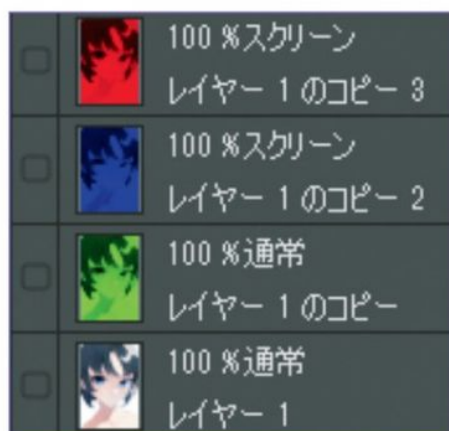 100 %スクリーン
レイヤー 1 のコピー 3
100 %スクリーン
レイヤー 1 のコピー 2
100 %通常
レイヤー 1 のコピー
100 %通常
レイヤー 1